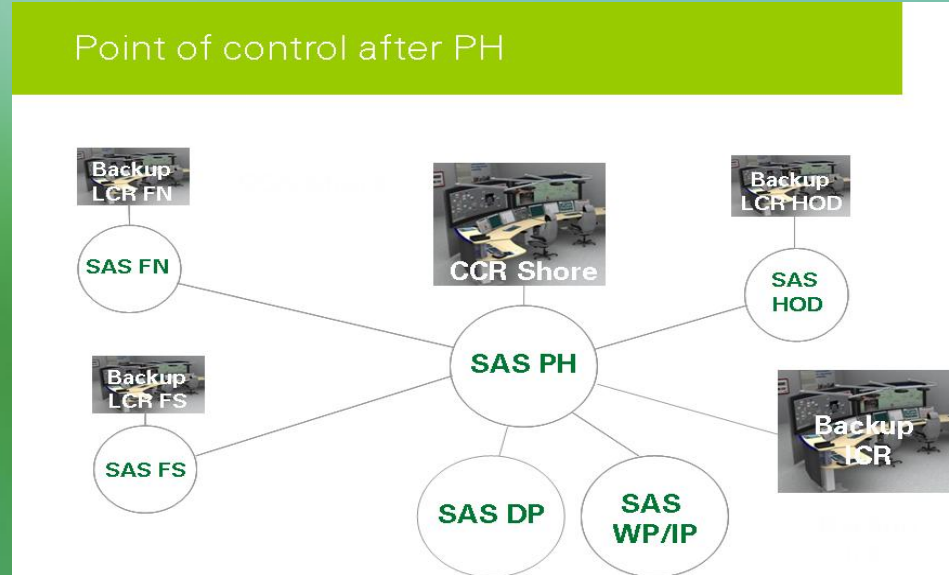 Point of control after PH
Backup
LCR FN
Backup
LCR HOD
CCR Shore
SAS FN
SAS
HOD
SAS PH
Backup
LCR FS
Backup
SAS FS
SAS DP
SAS
WP/IP